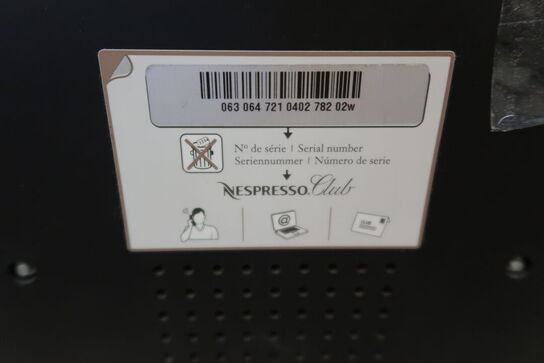 063 064 721 0402 782 02w
Nº de série | Serial number
Seriennummer | Número de serie
NESPRESSO. Club